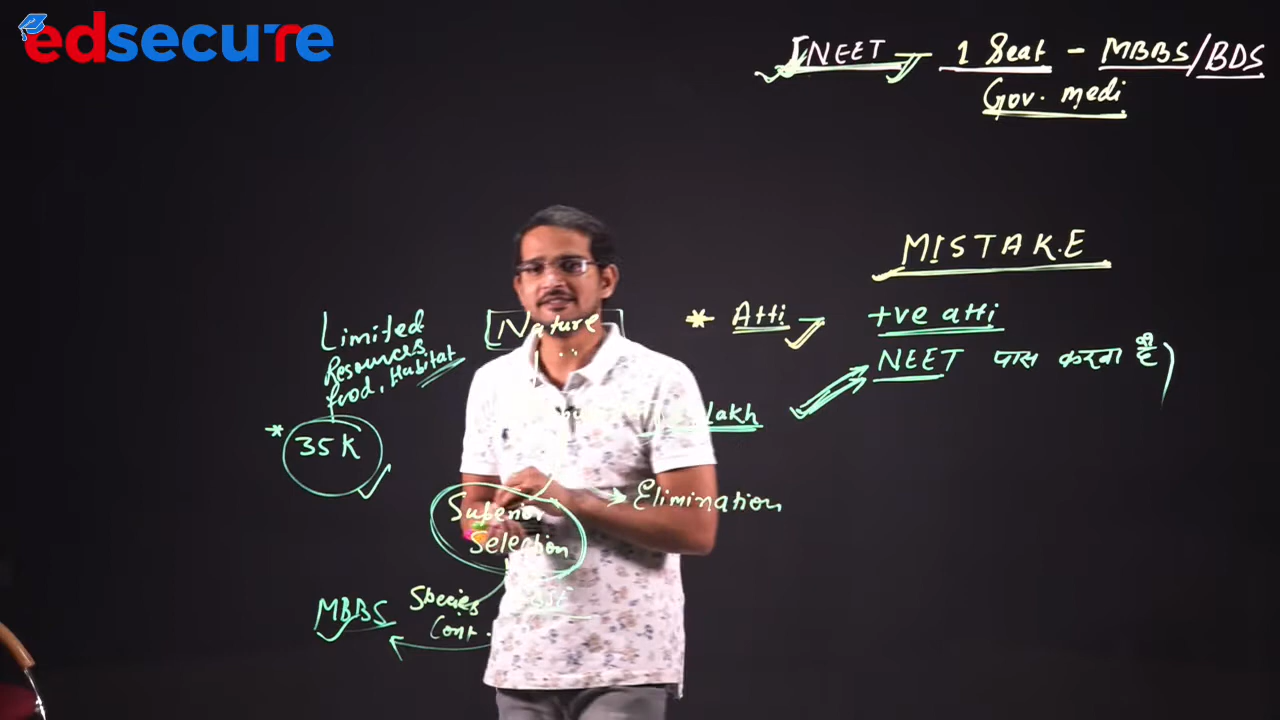 edsecure
NEET - 1 Seat - MBBS/BDS
Gov. medi
MISTAKE
* Atti - +ve atti
NEET पास करना है
Limited
Resources
food, Habitat
* 35K
Nature
lakh
Superior
Selection
Elimination
MBBS
Species
Cont.